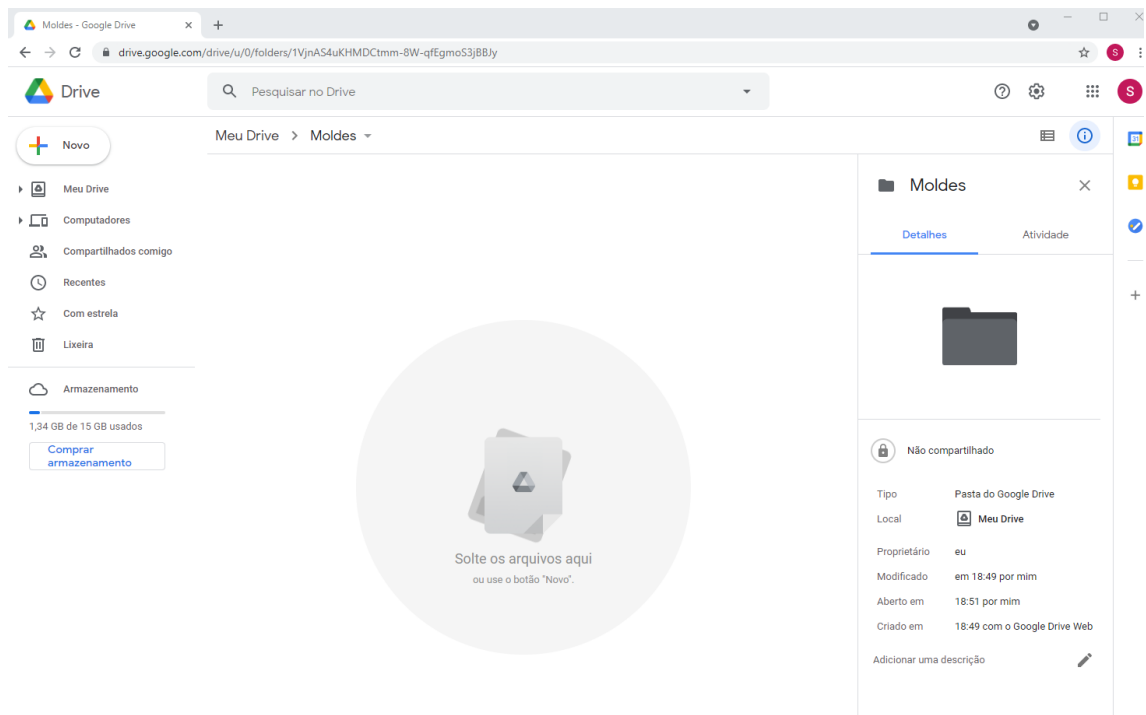 Moldes - Google Drive
drive.google.com/drive/u/0/folders/1VjnAS4uKHMDCtmm-8W-qfEgmoS3jBBJy
S
Drive
Pesquisar no Drive
S
Novo
Meu Drive > Moldes
31
Meu Drive
Computadores
Compartilhados comigo
Recentes
Com estrela
Lixeira
Armazenamento
1,34 GB de 15 GB usados
Comprar
armazenamento
Solte os arquivos aqui
ou use o botão "Novo".
Moldes
Detalhes Atividade
Não compartilhado
Tipo Pasta do Google Drive
Local Meu Drive
Proprietário eu
Modificado em 18:49 por mim
Aberto em 18:51 por mim
Criado em 18:49 com o Google Drive Web
Adicionar uma descrição